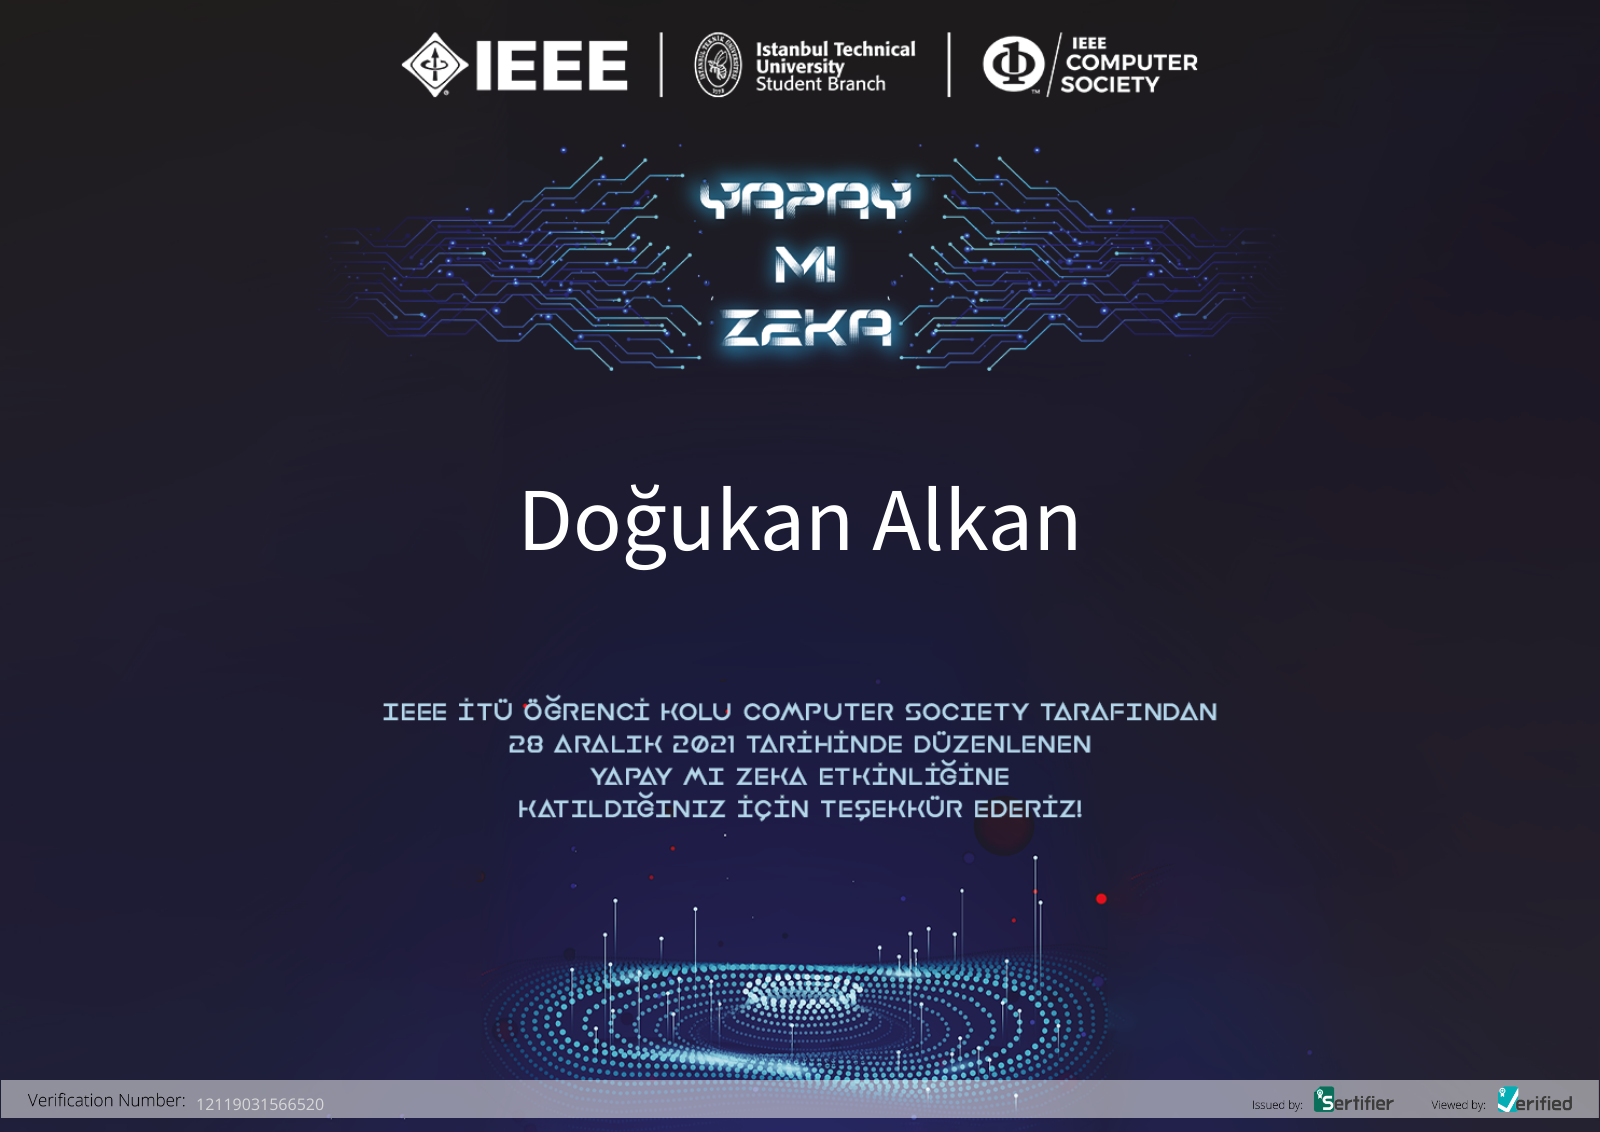 IEEE
Istanbul Technical
University
Student Branch
IEEE
COMPUTER
SOCIETY
YAPAY
MI
ZEKA
Doğukan Alkan
IEEE İTÜ ÖĞRENCİ KOLU COMPUTER SOCIETY TARAFINDAN
28 ARALIK 2021 TARİHİNDE DÜZENLENEN
YAPAY MI ZEKA ETKİNLİĞİNE
KATILDIĞINIZ İÇİN TEŞEKKÜR EDERİZ!
Verification Number: 12119031566520
Issued by: Sertifier Viewed by: Verified